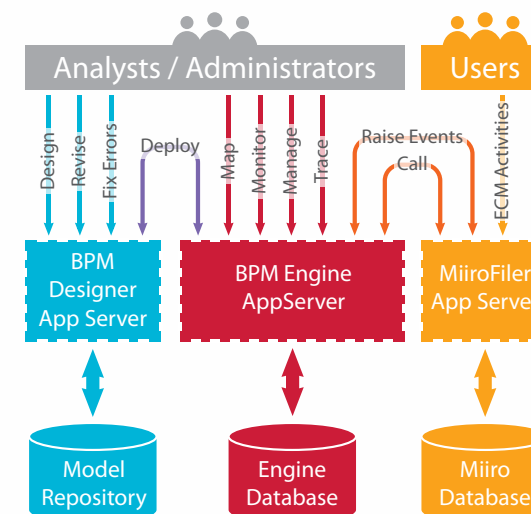 Analysts / Administrators
Users
Design
Revise
Fix Errors
Deploy
Map
Monitor
Manage
Trace
Raise Events
Call
ECM Activities
BPM
Designer
App Server
BPM Engine
AppServer
MiiroFiler
App Server
Model
Repository
Engine
Database
Miiro
Database